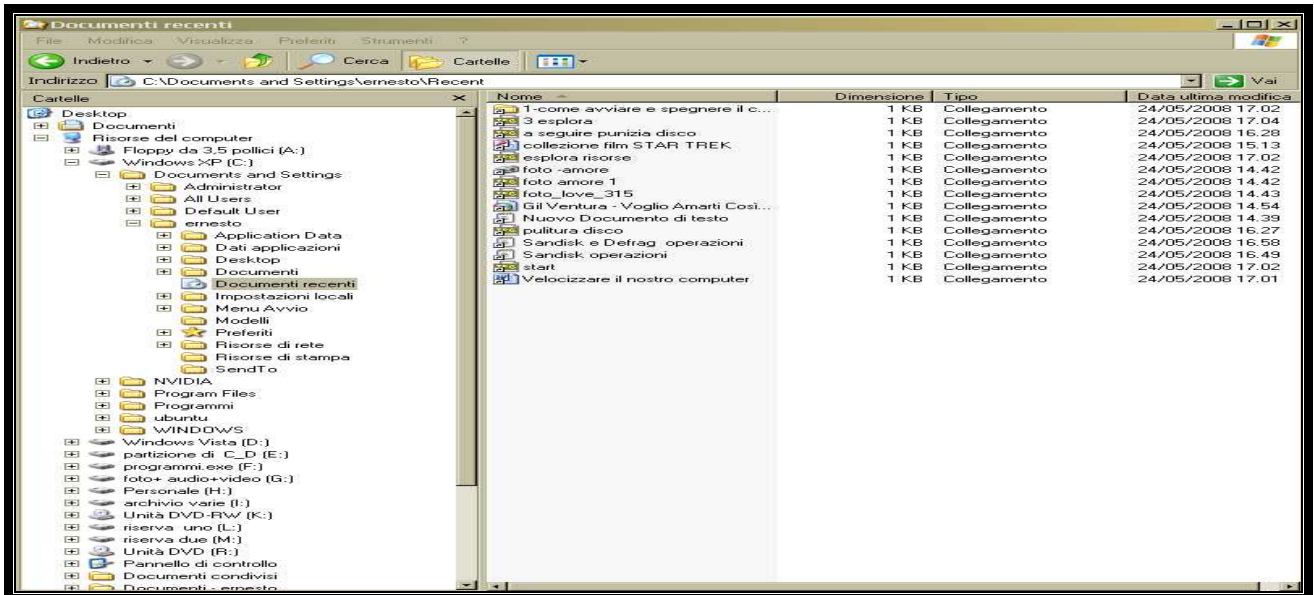 Documenti recenti
File Modifica Visualizza Preferiti Strumenti ?
Indietro Cerca Cartelle
Indirizzo C:\Documents and Settings\ernesto\Recent Vai
Cartelle
Desktop
Documenti
Risorse del computer
Floppy da 3,5 pollici (A:)
Windows XP (C:)
Documents and Settings
Administrator
All Users
Default User
ernesto
Application Data
Dati applicazioni
Desktop
Documenti
Documenti recenti
Impostazioni locali
Menu Avvio
Modelli
Preferiti
Risorse di rete
Risorse di stampa
SendTo
NVIDIA
Program Files
Programmi
ubuntu
WINDOWS
Windows Vista (D:)
partizione di C_D (E:)
programmi.exe (F:)
foto+ audio+video (G:)
Personale (H:)
archivio varie (I:)
Unità DVD-RW (K:)
riserva uno (L:)
riserva due (M:)
Unità DVD (R:)
Pannello di controllo
Documenti condivisi
Documenti - ernesto
Nome Dimensione Tipo Data ultima modifica
1-come avviare e spegnere il c... 1 KB Collegamento 24/05/2008 17.02
3 esplora 1 KB Collegamento 24/05/2008 17.04
a seguire punizia disco 1 KB Collegamento 24/05/2008 16.28
collezione film STAR TREK 1 KB Collegamento 24/05/2008 15.13
esplora risorse 1 KB Collegamento 24/05/2008 17.02
foto -amore 1 KB Collegamento 24/05/2008 14.42
foto amore 1 1 KB Collegamento 24/05/2008 14.42
foto_love_315 1 KB Collegamento 24/05/2008 14.43
Gil Ventura - Voglio Amarti Così... 1 KB Collegamento 24/05/2008 14.54
Nuovo Documento di testo 1 KB Collegamento 24/05/2008 14.39
pulitura disco 1 KB Collegamento 24/05/2008 16.27
Sandisk e Defrag operazioni 1 KB Collegamento 24/05/2008 16.58
Sandisk operazioni 1 KB Collegamento 24/05/2008 16.49
start 1 KB Collegamento 24/05/2008 17.02
Velocizzare il nostro computer 1 KB Collegamento 24/05/2008 17.01